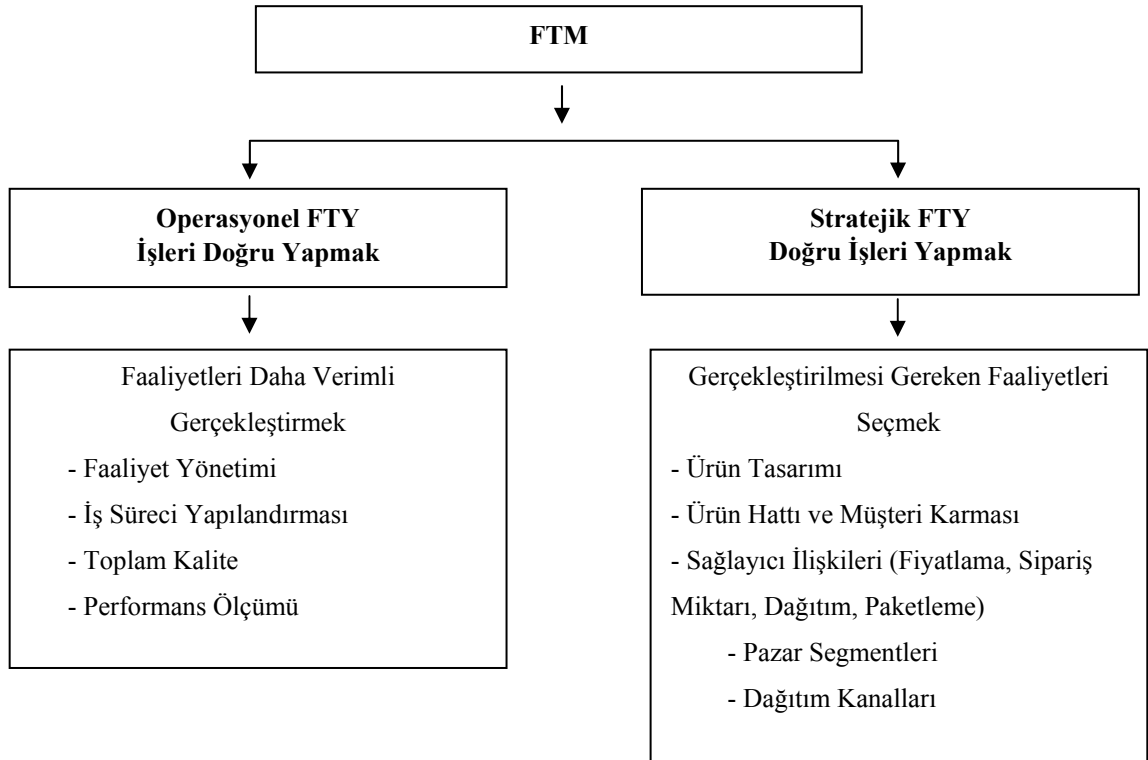 FTM
Operasyonel FTY
İşleri Doğru Yapmak
Stratejik FTY
Doğru İşleri Yapmak
Faaliyetleri Daha Verimli
Gerçekleştirmek
- Faaliyet Yönetimi
- İş Süreci Yapılandırması
- Toplam Kalite
- Performans Ölçümü
Gerçekleştirilmesi Gereken Faaliyetleri
Seçmek
- Ürün Tasarımı
- Ürün Hattı ve Müşteri Karması
- Sağlayıcı İlişkileri (Fiyatlama, Sipariş
Miktarı, Dağıtım, Paketleme)
- Pazar Segmentleri
- Dağıtım Kanalları